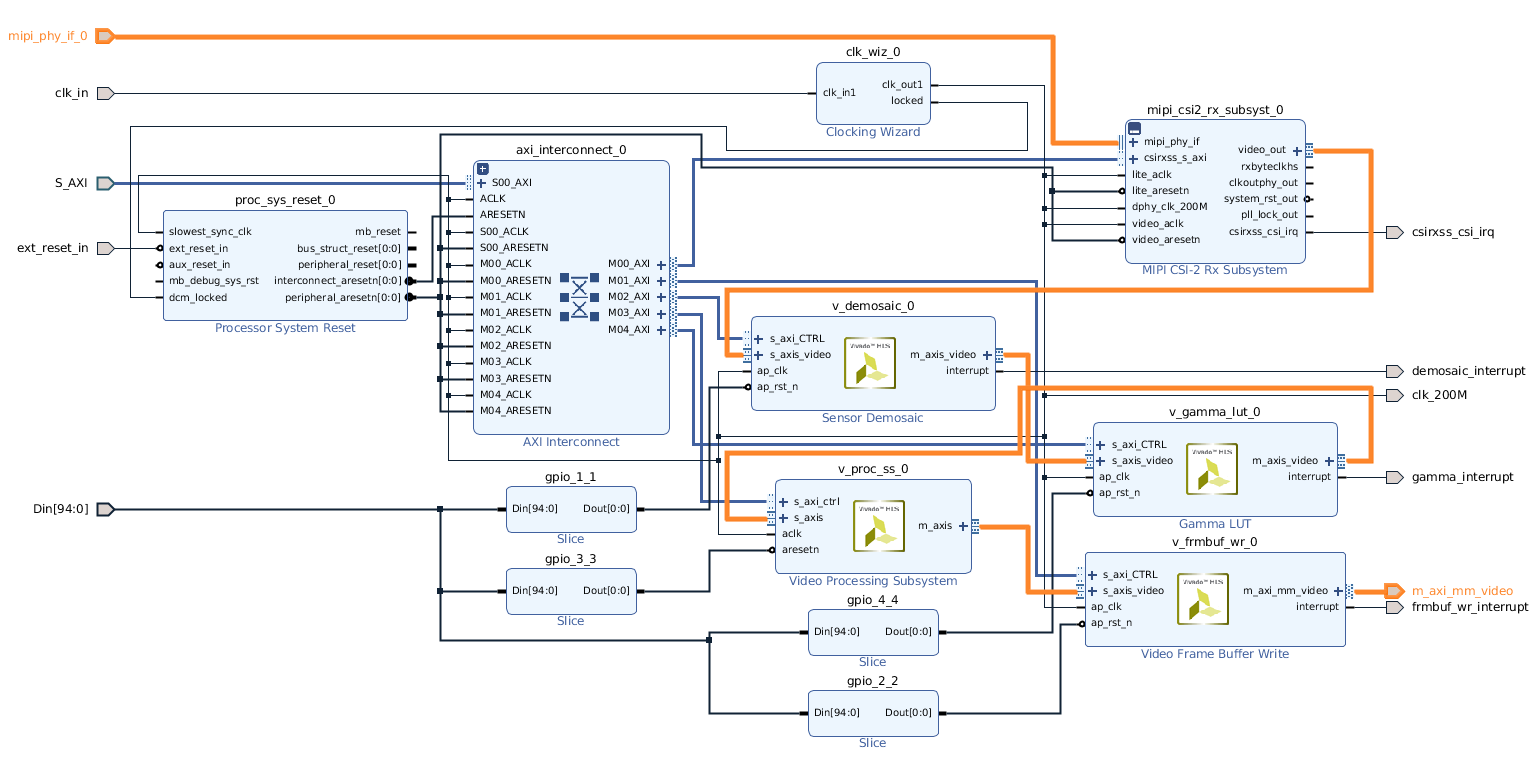 mipi_phy_if_0
clk_in
S_AXI
ext_reset_in
Din[94:0]
clk_wiz_0
clk_in1
clk_out1
locked
Clocking Wizard
mipi_csi2_rx_subsyst_0
mipi_phy_if
csirxss_s_axi
lite_aclk
lite_aresetn
dphy_clk_200M
video_aclk
video_aresetn
video_out
rxbyteclkhs
clkoutphy_out
system_rst_out
pll_lock_out
csirxss_csi_irq
MIPI CSI-2 Rx Subsystem
axi_interconnect_0
S00_AXI
ACLK
ARESETN
S00_ACLK
S00_ARESETN
M00_ACLK
M00_ARESETN
M01_ACLK
M01_ARESETN
M02_ACLK
M02_ARESETN
M03_ACLK
M03_ARESETN
M04_ACLK
M04_ARESETN
M00_AXI
M01_AXI
M02_AXI
M03_AXI
M04_AXI
AXI Interconnect
proc_sys_reset_0
slowest_sync_clk
ext_reset_in
aux_reset_in
mb_debug_sys_rst
dcm_locked
mb_reset
bus_struct_reset[0:0]
peripheral_reset[0:0]
interconnect_aresetn[0:0]
peripheral_aresetn[0:0]
Processor System Reset
v_demosaic_0
s_axi_CTRL
s_axis_video
ap_clk
ap_rst_n
Vivado™ HLS
m_axis_video
interrupt
Sensor Demosaic
v_gamma_lut_0
s_axi_CTRL
s_axis_video
ap_clk
ap_rst_n
Vivado™ HLS
m_axis_video
interrupt
Gamma LUT
v_proc_ss_0
s_axi_ctrl
s_axis
aclk
aresetn
Vivado™ HLS
m_axis
Video Processing Subsystem
v_frmbuf_wr_0
s_axi_CTRL
s_axis_video
ap_clk
ap_rst_n
Vivado™ HLS
m_axi_mm_video
interrupt
Video Frame Buffer Write
gpio_1_1
Din[94:0]
Dout[0:0]
Slice
gpio_3_3
Din[94:0]
Dout[0:0]
Slice
gpio_4_4
Din[94:0]
Dout[0:0]
Slice
gpio_2_2
Din[94:0]
Dout[0:0]
Slice
csirxss_csi_irq
demosaic_interrupt
clk_200M
gamma_interrupt
m_axi_mm_video
frmbuf_wr_interrupt